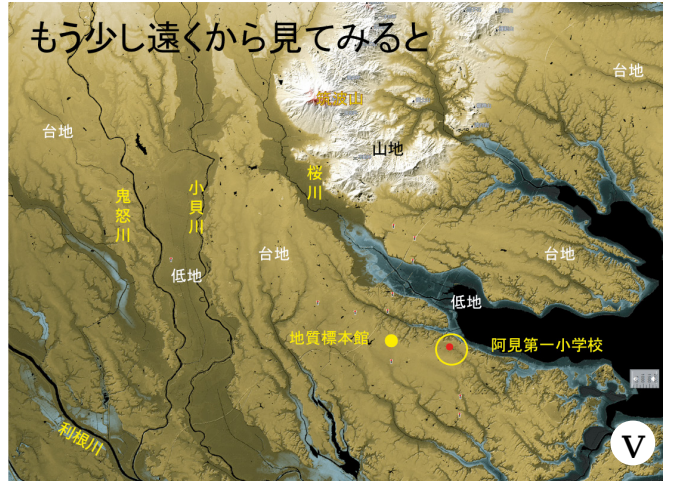 もう少し遠くから見てみると
筑波山
台地
台地
山地
桜川
鬼怒川
小貝川
台地
台地
低地
低地
地質標本館
阿見第一小学校
利根川
V